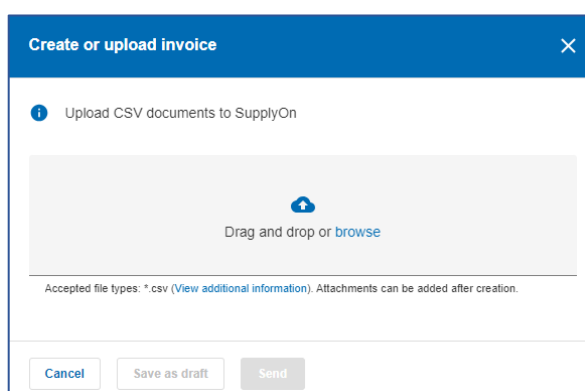 Create or upload invoice
Upload CSV documents to SupplyOn
Drag and drop or browse
Accepted file types: *.csv (View additional information). Attachments can be added after creation.
Cancel Save as draft Send